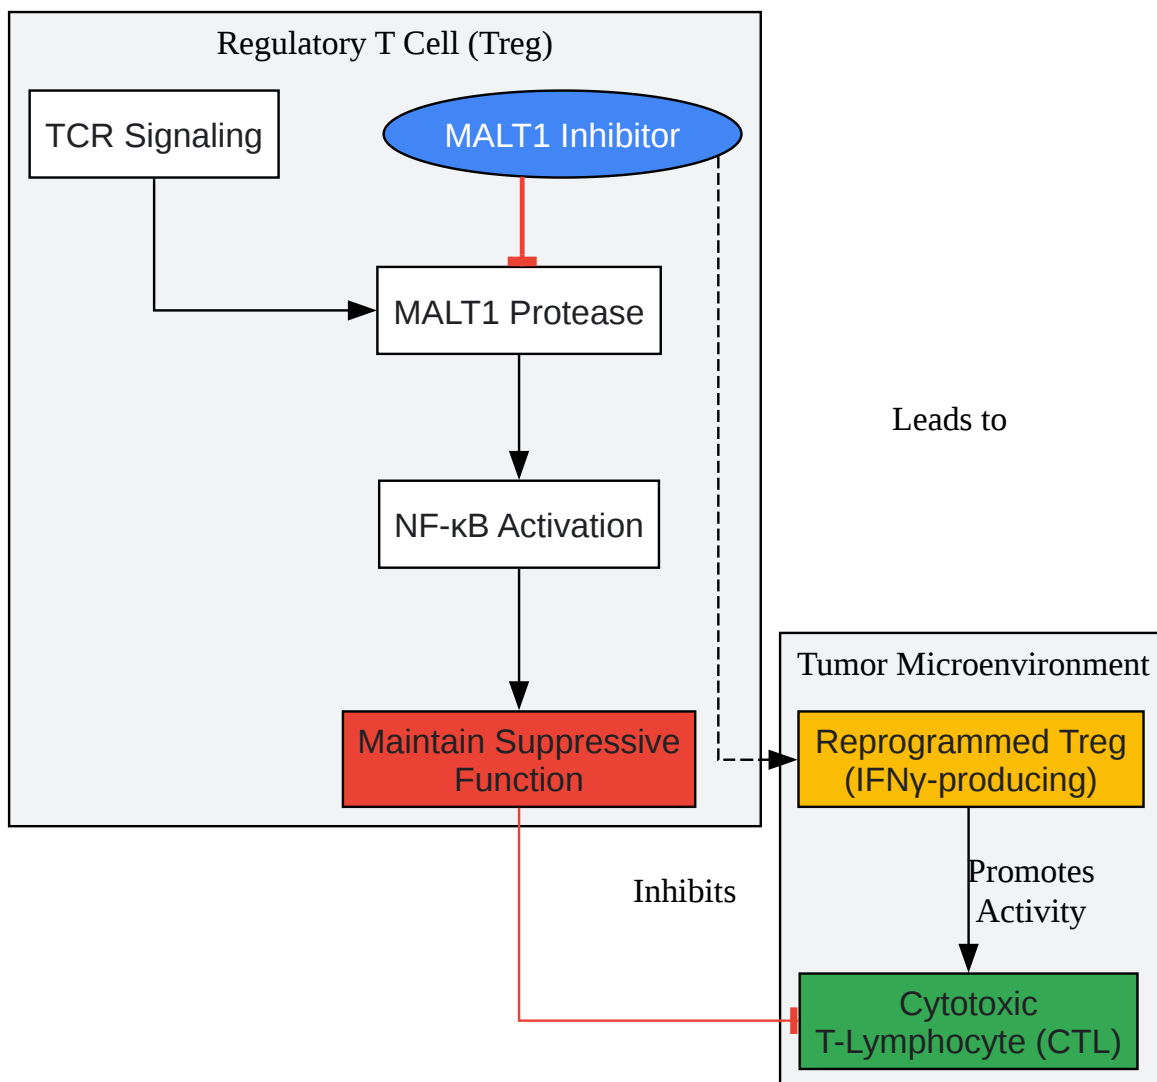 Regulatory T Cell (Treg)
TCR Signaling
MALT1 Inhibitor
MALT1 Protease
Leads to
NF-κB Activation
Tumor Microenvironment
Maintain Suppressive
Function
Reprogrammed Treg
(IFNγ-producing)
Inhibits
Promotes
Activity
Cytotoxic
T-Lymphocyte (CTL)